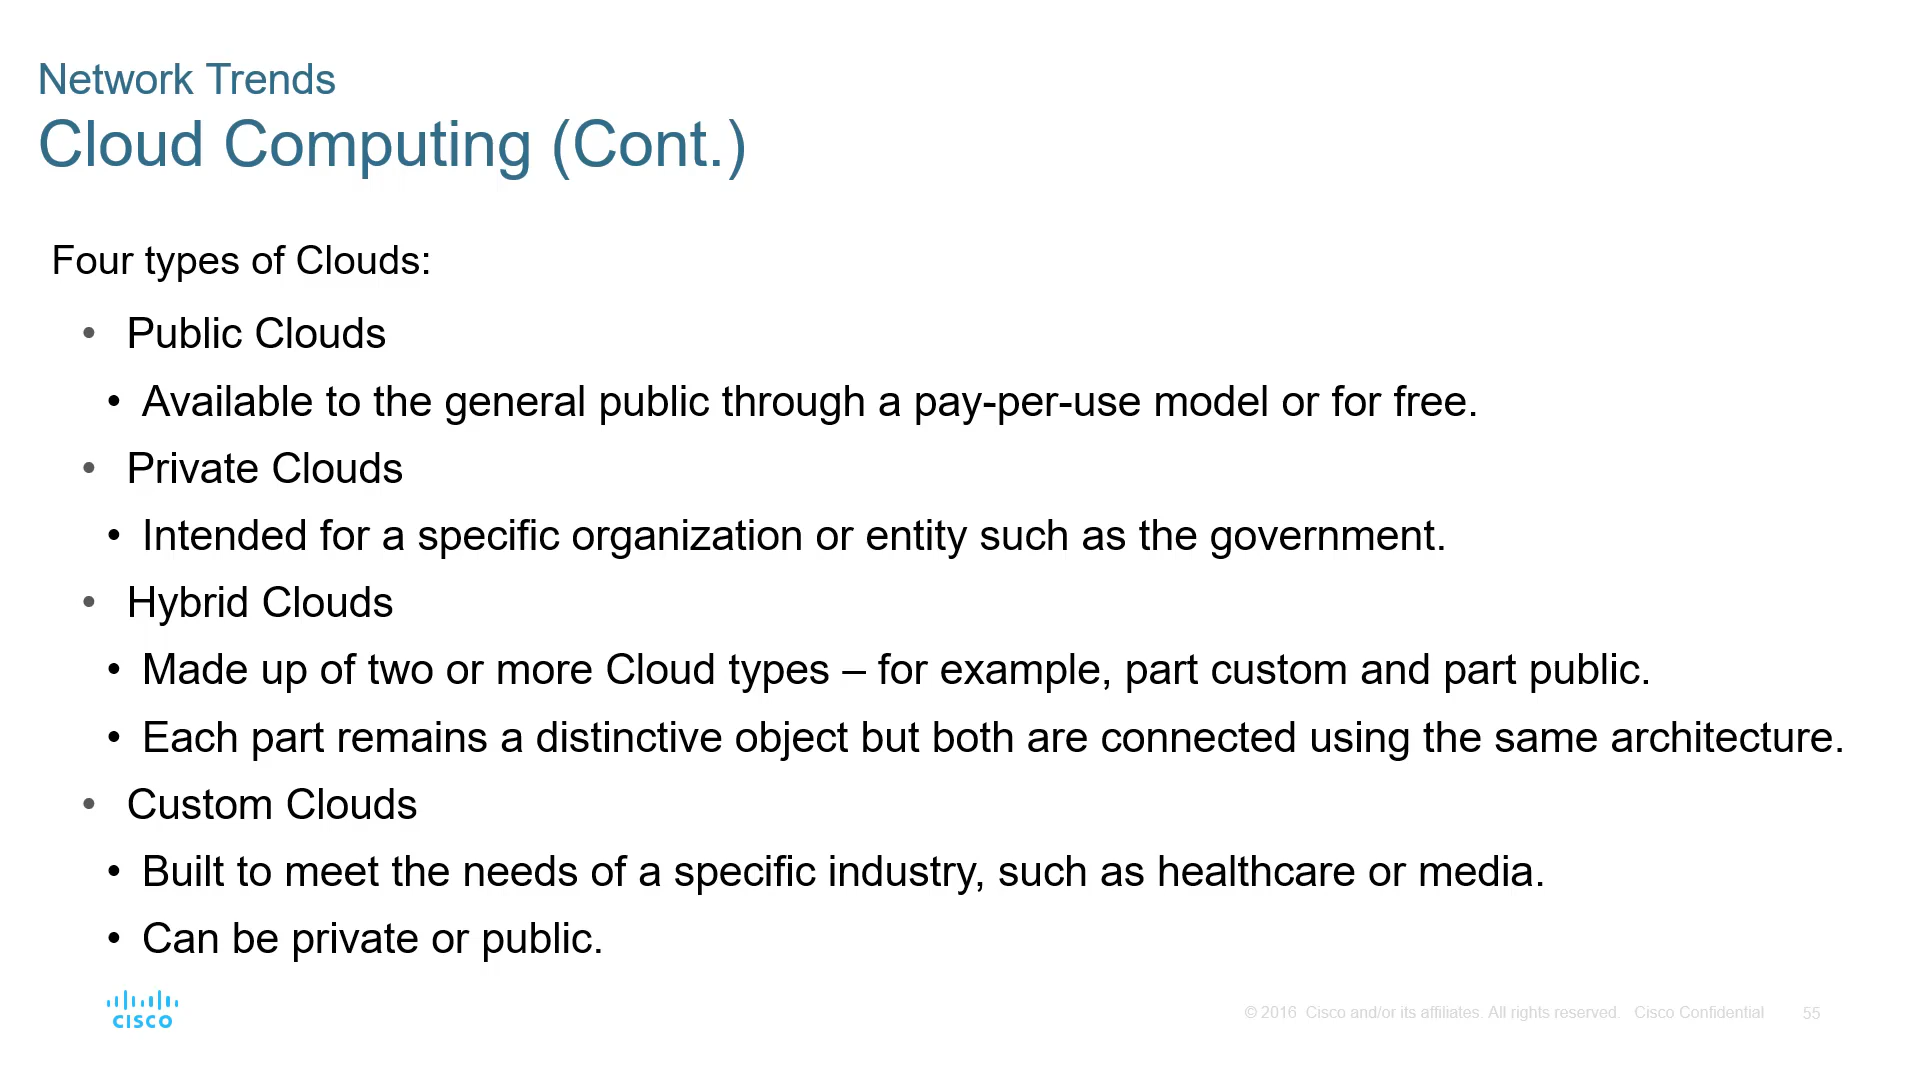 Network Trends
Cloud Computing (Cont.)
Four types of Clouds:
• Public Clouds
• Available to the general public through a pay-per-use model or for free.
• Private Clouds
• Intended for a specific organization or entity such as the government.
• Hybrid Clouds
• Made up of two or more Cloud types – for example, part custom and part public.
• Each part remains a distinctive object but both are connected using the same architecture.
• Custom Clouds
• Built to meet the needs of a specific industry, such as healthcare or media.
• Can be private or public.
CISCO
© 2016 Cisco and/or its affiliates. All rights reserved. Cisco Confidential 55